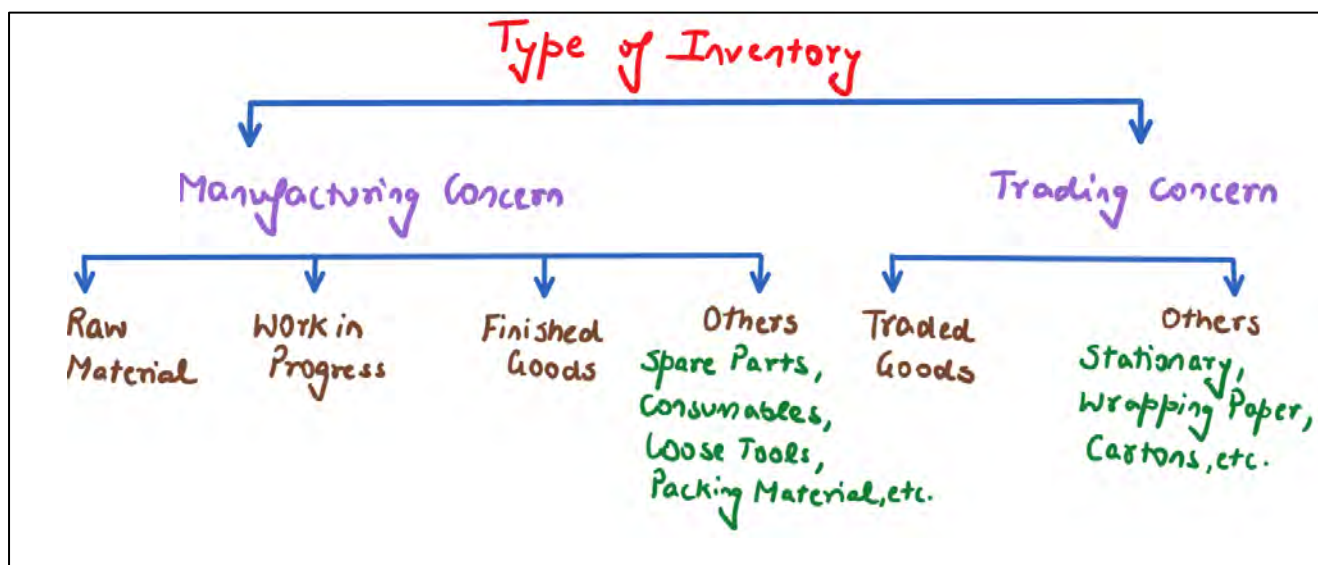 Type of Inventory
Manufacturing Concern
Trading Concern
Raw
Material
Work in
Progress
Finished
Goods
Others
Spare Parts,
Consumables,
Loose Tools,
Packing Material, etc.
Traded
Goods
Others
Stationary,
Wrapping Paper,
Cartons, etc.